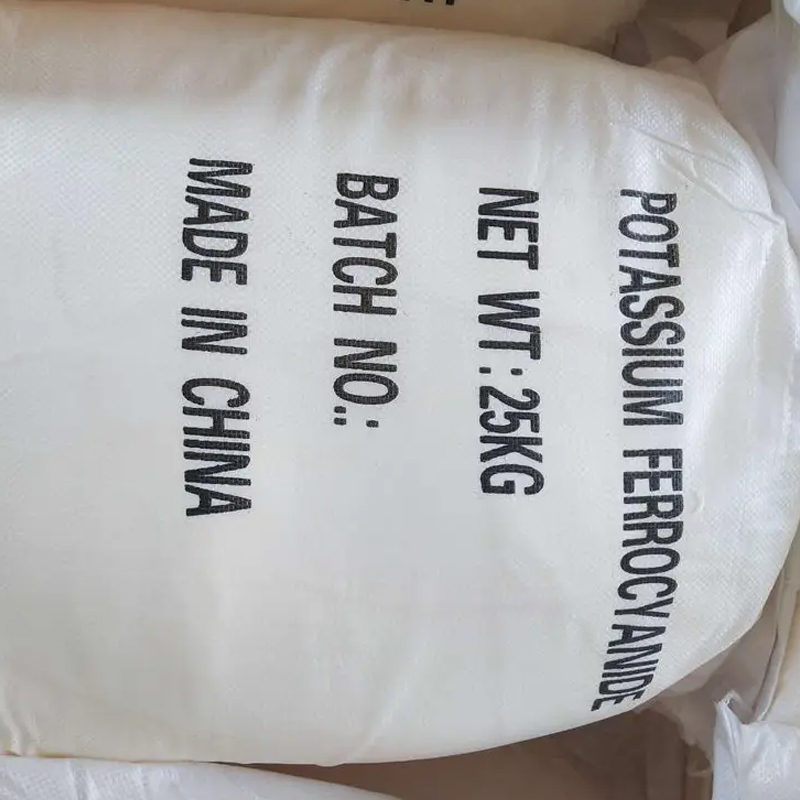 POTASSIUM FERROCYANIDE
NET WT:25KG
BATCH NO.:
MADE IN CHINA